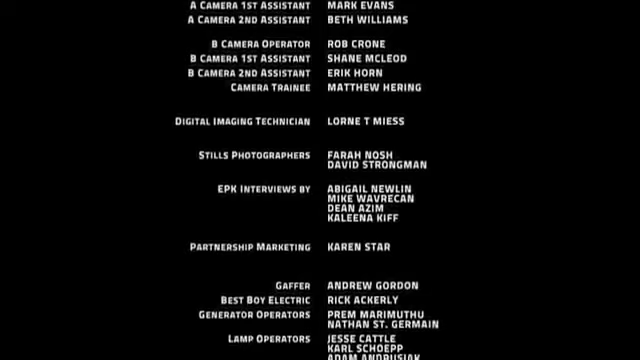 A Camera 1st Assistant MARK EVANS
A Camera 2nd Assistant BETH WILLIAMS
B Camera Operator ROB CRONE
B Camera 1st Assistant SHANE MCLEOD
B Camera 2nd Assistant ERIK HORN
Camera Trainee MATTHEW HERING
Digital Imaging Technician LORNE T MIESS
Stills Photographers FARAH NOSH
DAVID STRONGMAN
EPK Interviews by ABIGAIL NEWLIN
MIKE WAVRECAN
DEAN AZIM
KALEENA KIFF
Partnership Marketing KAREN STAR
Gaffer ANDREW GORDON
Best Boy Electric RICK ACKERLY
Generator Operators PREM MARIMUTHU
NATHAN ST. GERMAIN
Lamp Operators JESSE CATTLE
KARL SCHOEPP
ADAM ANDRUSIAK